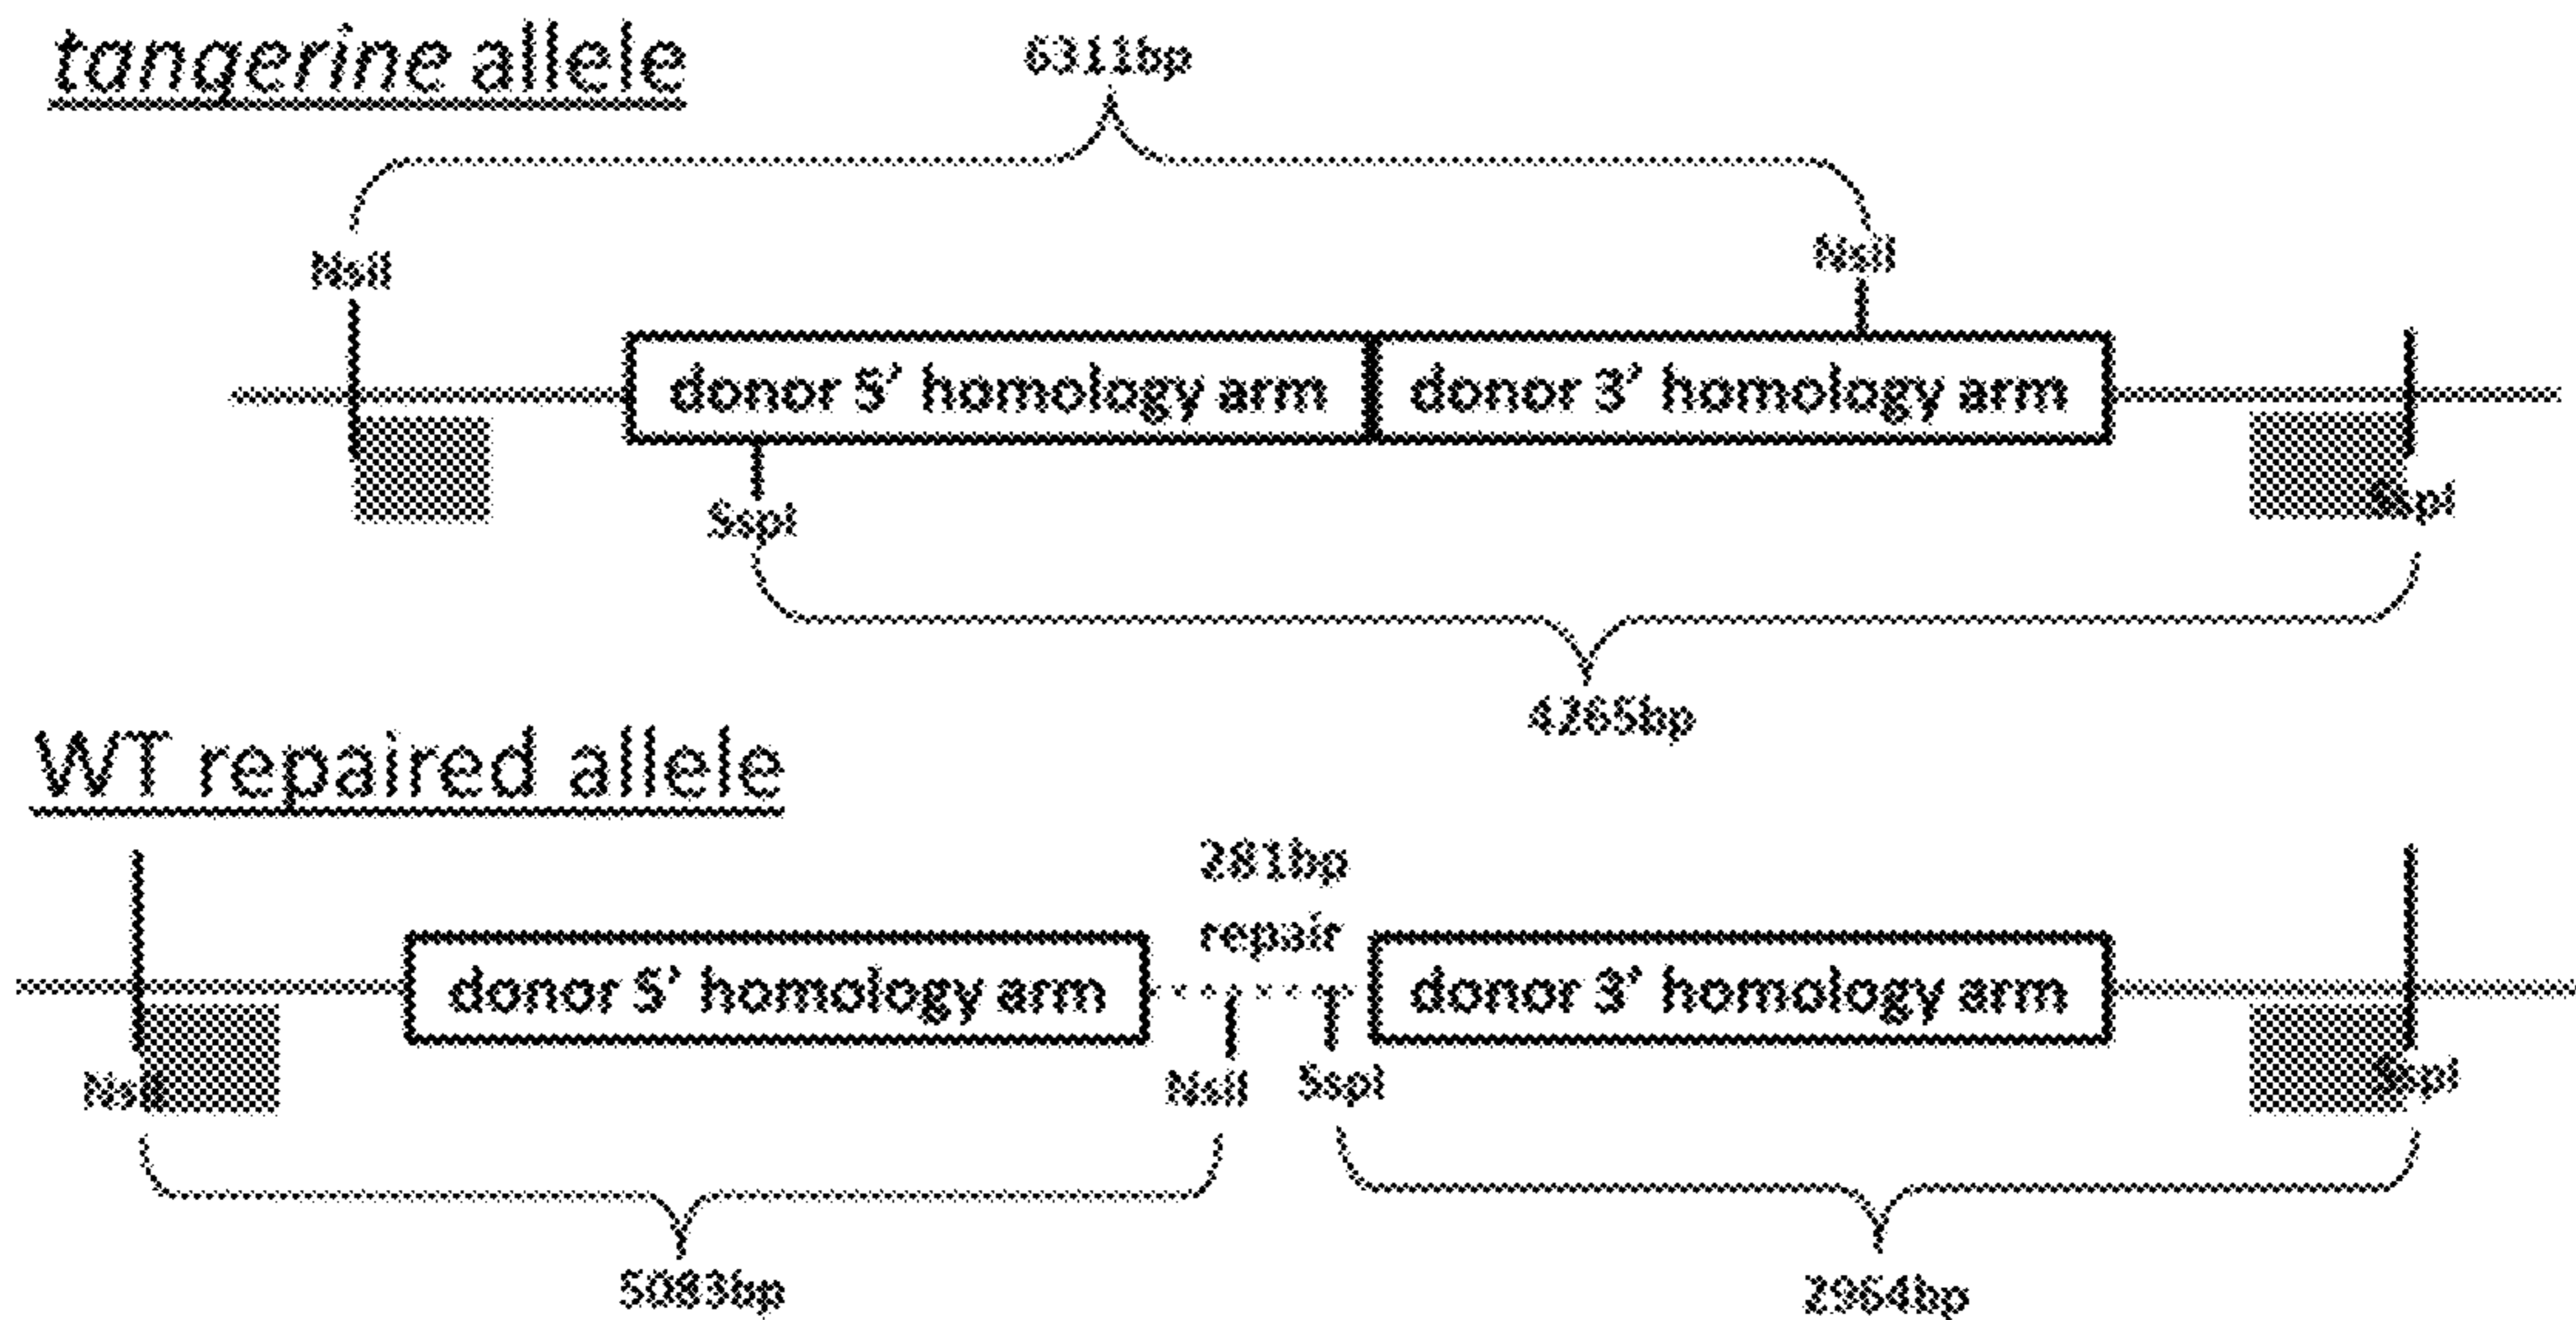 tangerine allele
6311bp
NsiI
NsiI
donor 5' homology arm
donor 3' homology arm
SspI
SspI
4265bp
WT repaired allele
281bp
repair
donor 5' homology arm
donor 3' homology arm
NsiI
NsiI
SspI
SspI
5083bp
2964bp